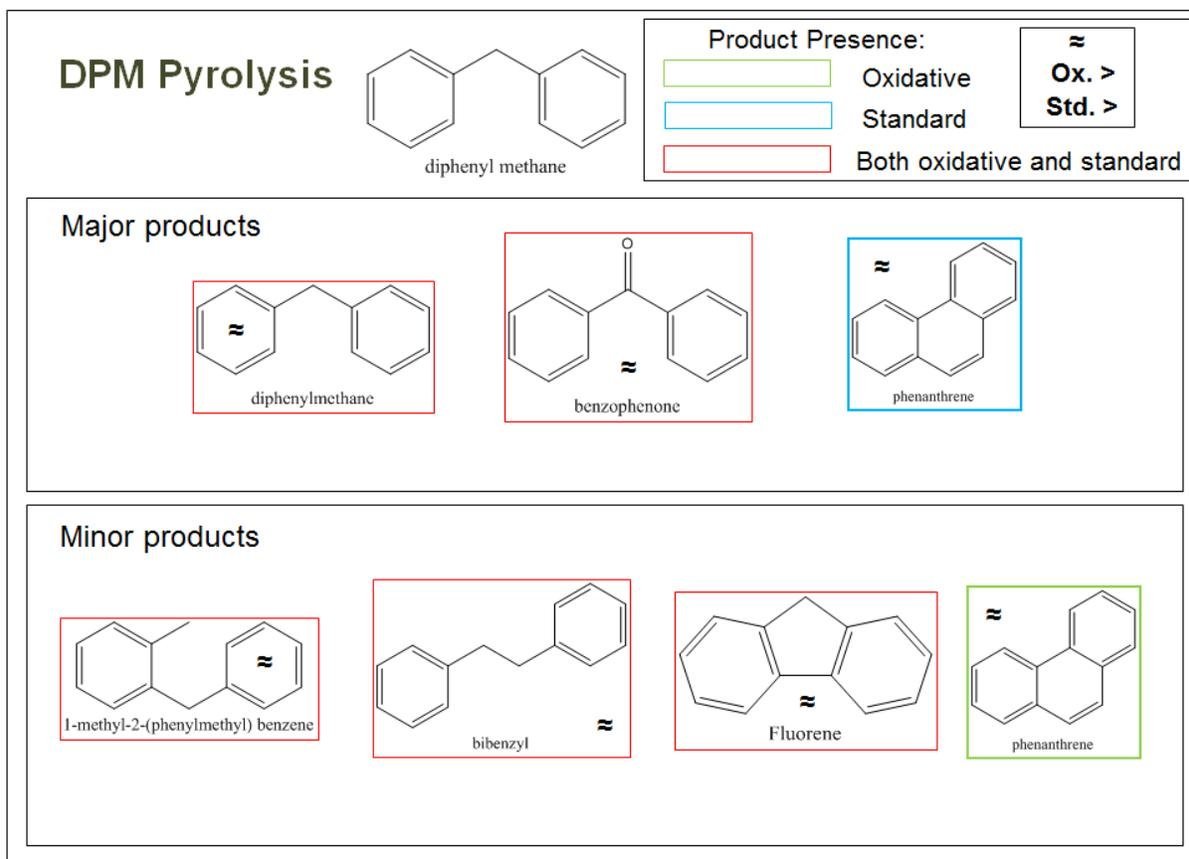 DPM Pyrolysis
diphenyl methane
Product Presence:
Oxidative
Standard
Both oxidative and standard
≈
Ox. >
Std. >
Major products
≈
diphenylmethane
O
≈
benzophenone
≈
phenanthrene
Minor products
≈
1-methyl-2-(phenylmethyl) benzene
≈
bibenzyl
≈
Fluorene
≈
phenanthrene